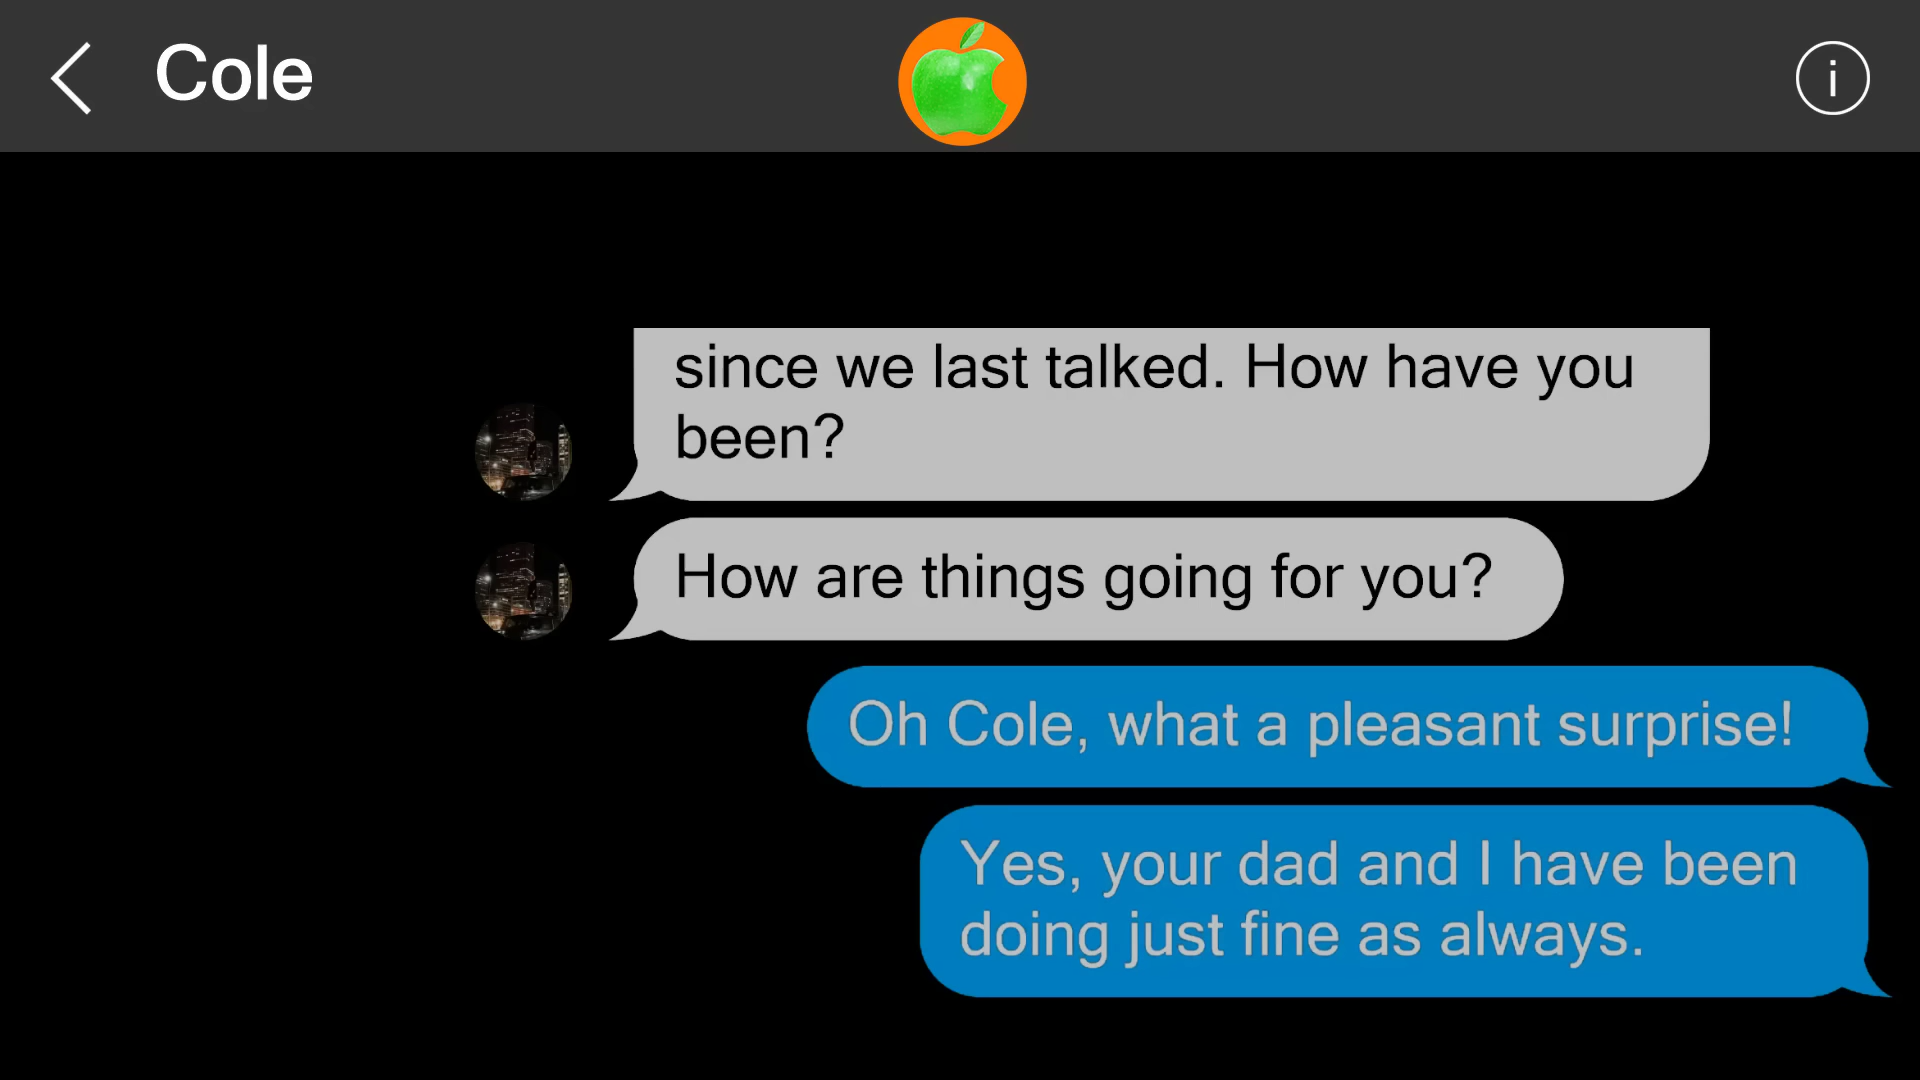 Cole
i
since we last talked. How have you
been?
How are things going for you?
Oh Cole, what a pleasant surprise!
Yes, your dad and I have been
doing just fine as always.